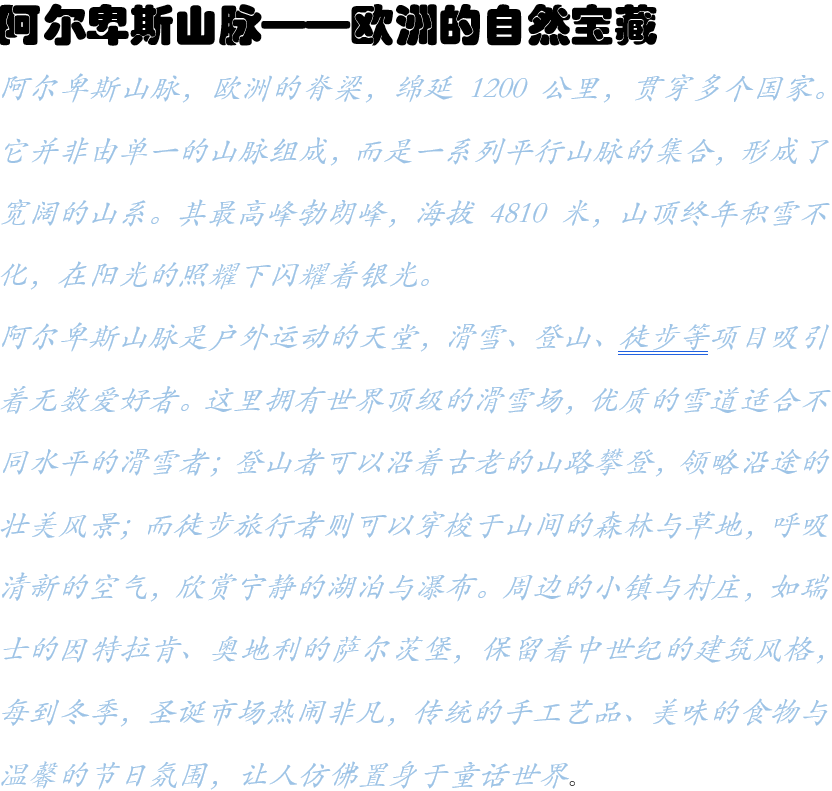 阿尔卑斯山脉——欧洲的自然宝藏
阿尔卑斯山脉，欧洲的脊梁，绵延 1200 公里，贯穿多个国家。
它并非由单一的山脉组成，而是一系列平行山脉的集合，形成了
宽阔的山系。其最高峰勃朗峰，海拔 4810 米，山顶终年积雪不
化，在阳光的照耀下闪耀着银光。
阿尔卑斯山脉是户外运动的天堂，滑雪、登山、徒步等项目吸引
着无数爱好者。这里拥有世界顶级的滑雪场，优质的雪道适合不
同水平的滑雪者；登山者可以沿着古老的山路攀登，领略沿途的
壮美风景；而徒步旅行者则可以穿梭于山间的森林与草地，呼吸
清新的空气，欣赏宁静的湖泊与瀑布。周边的小镇与村庄，如瑞
士的因特拉肯、奥地利的萨尔茨堡，保留着中世纪的建筑风格，
每到冬季，圣诞市场热闹非凡，传统的手工艺品、美味的食物与
温馨的节日氛围，让人仿佛置身于童话世界。